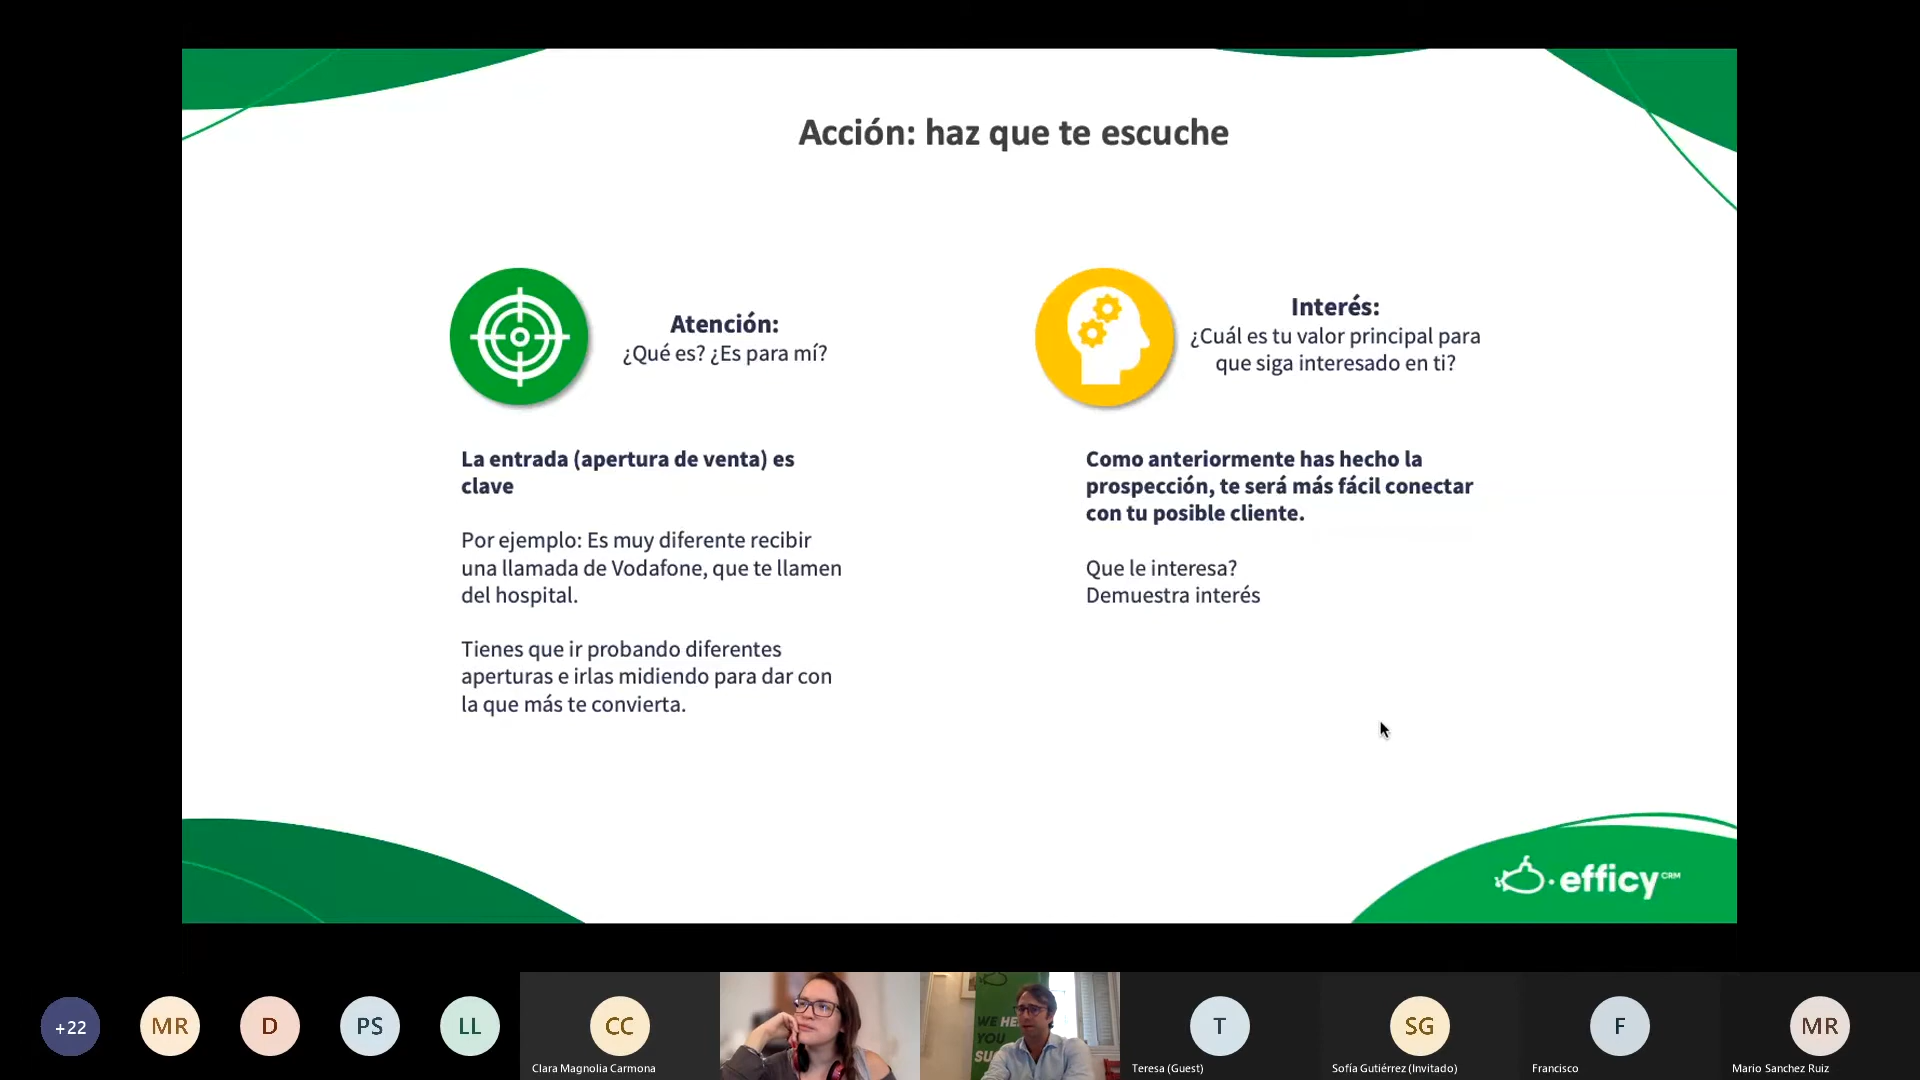 Acción: haz que te escuche
Atención:
¿Qué es? ¿Es para mí?
La entrada (apertura de venta) es
clave
Por ejemplo: Es muy diferente recibir
una llamada de Vodafone, que te llamen
del hospital.
Tienes que ir probando diferentes
aperturas e irlas midiendo para dar con
la que más te convierta.
Interés:
¿Cuál es tu valor principal para
que siga interesado en ti?
Como anteriormente has hecho la
prospección, te será más fácil conectar
con tu posible cliente.
Que le interesa?
Demuestra interés
efficy CRM
+22
MR
D
PS
LL
CC
Clara Magnolia Carmona
WE HE
YOU
SU
T
Teresa (Guest)
SG
Sofía Gutiérrez (Invitado)
F
Francisco
MR
Mario Sanchez Ruiz